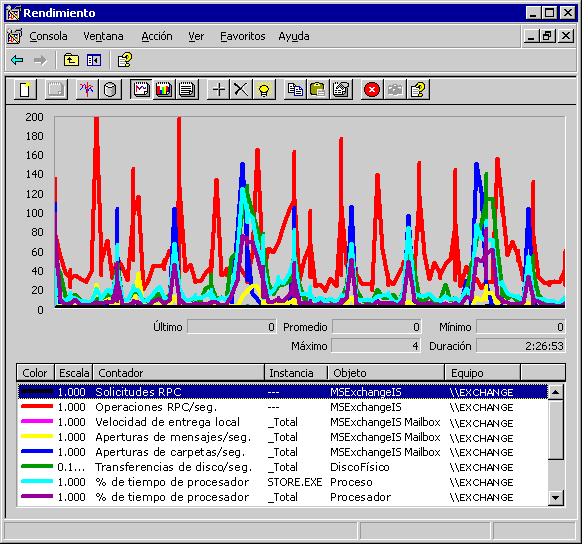 Rendimiento
Consola Ventana Acción Ver Favoritos Ayuda
200
180
160
140
120
100
80
60
40
20
0
Último 0 Promedio 0 Mínimo 0
Máximo 4 Duración 2:26:53
Color Escala Contador Instancia Objeto Equipo
1.000 Solicitudes RPC --- MSExchangeIS \\EXCHANGE
1.000 Operaciones RPC/seg. --- MSExchangeIS \\EXCHANGE
1.000 Velocidad de entrega local _Total MSExchangeIS Mailbox \\EXCHANGE
1.000 Aperturas de mensajes/seg. _Total MSExchangeIS Mailbox \\EXCHANGE
1.000 Aperturas de carpetas/seg. _Total MSExchangeIS Mailbox \\EXCHANGE
0.1... Transferencias de disco/seg. _Total DiscoFísico \\EXCHANGE
1.000 % de tiempo de procesador STORE.EXE Proceso \\EXCHANGE
1.000 % de tiempo de procesador _Total Procesador \\EXCHANGE